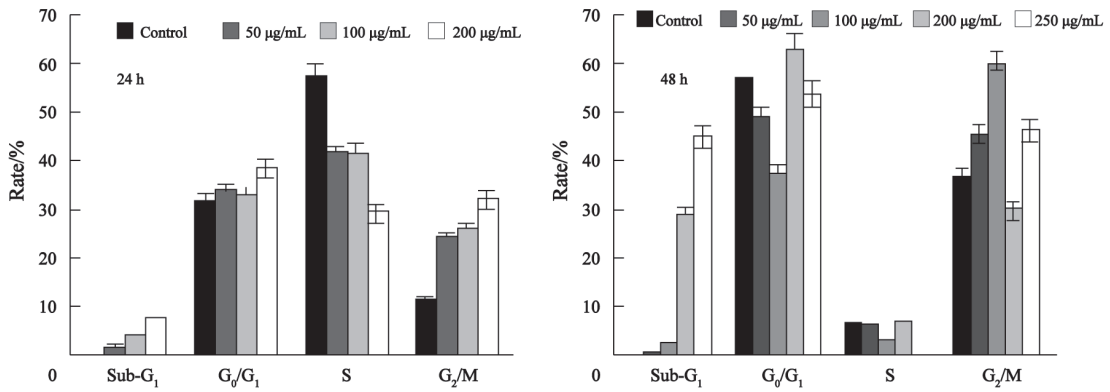 Control 50 μg/mL 100 μg/mL 200 μg/mL
24 h
Rate/%
70
60
50
40
30
20
10
0
Sub-G₁ G₀/G₁ S G₂/M
Control 50 μg/mL 100 μg/mL 200 μg/mL 250 μg/mL
48 h
Rate/%
70
60
50
40
30
20
10
0
Sub-G₁ G₀/G₁ S G₂/M